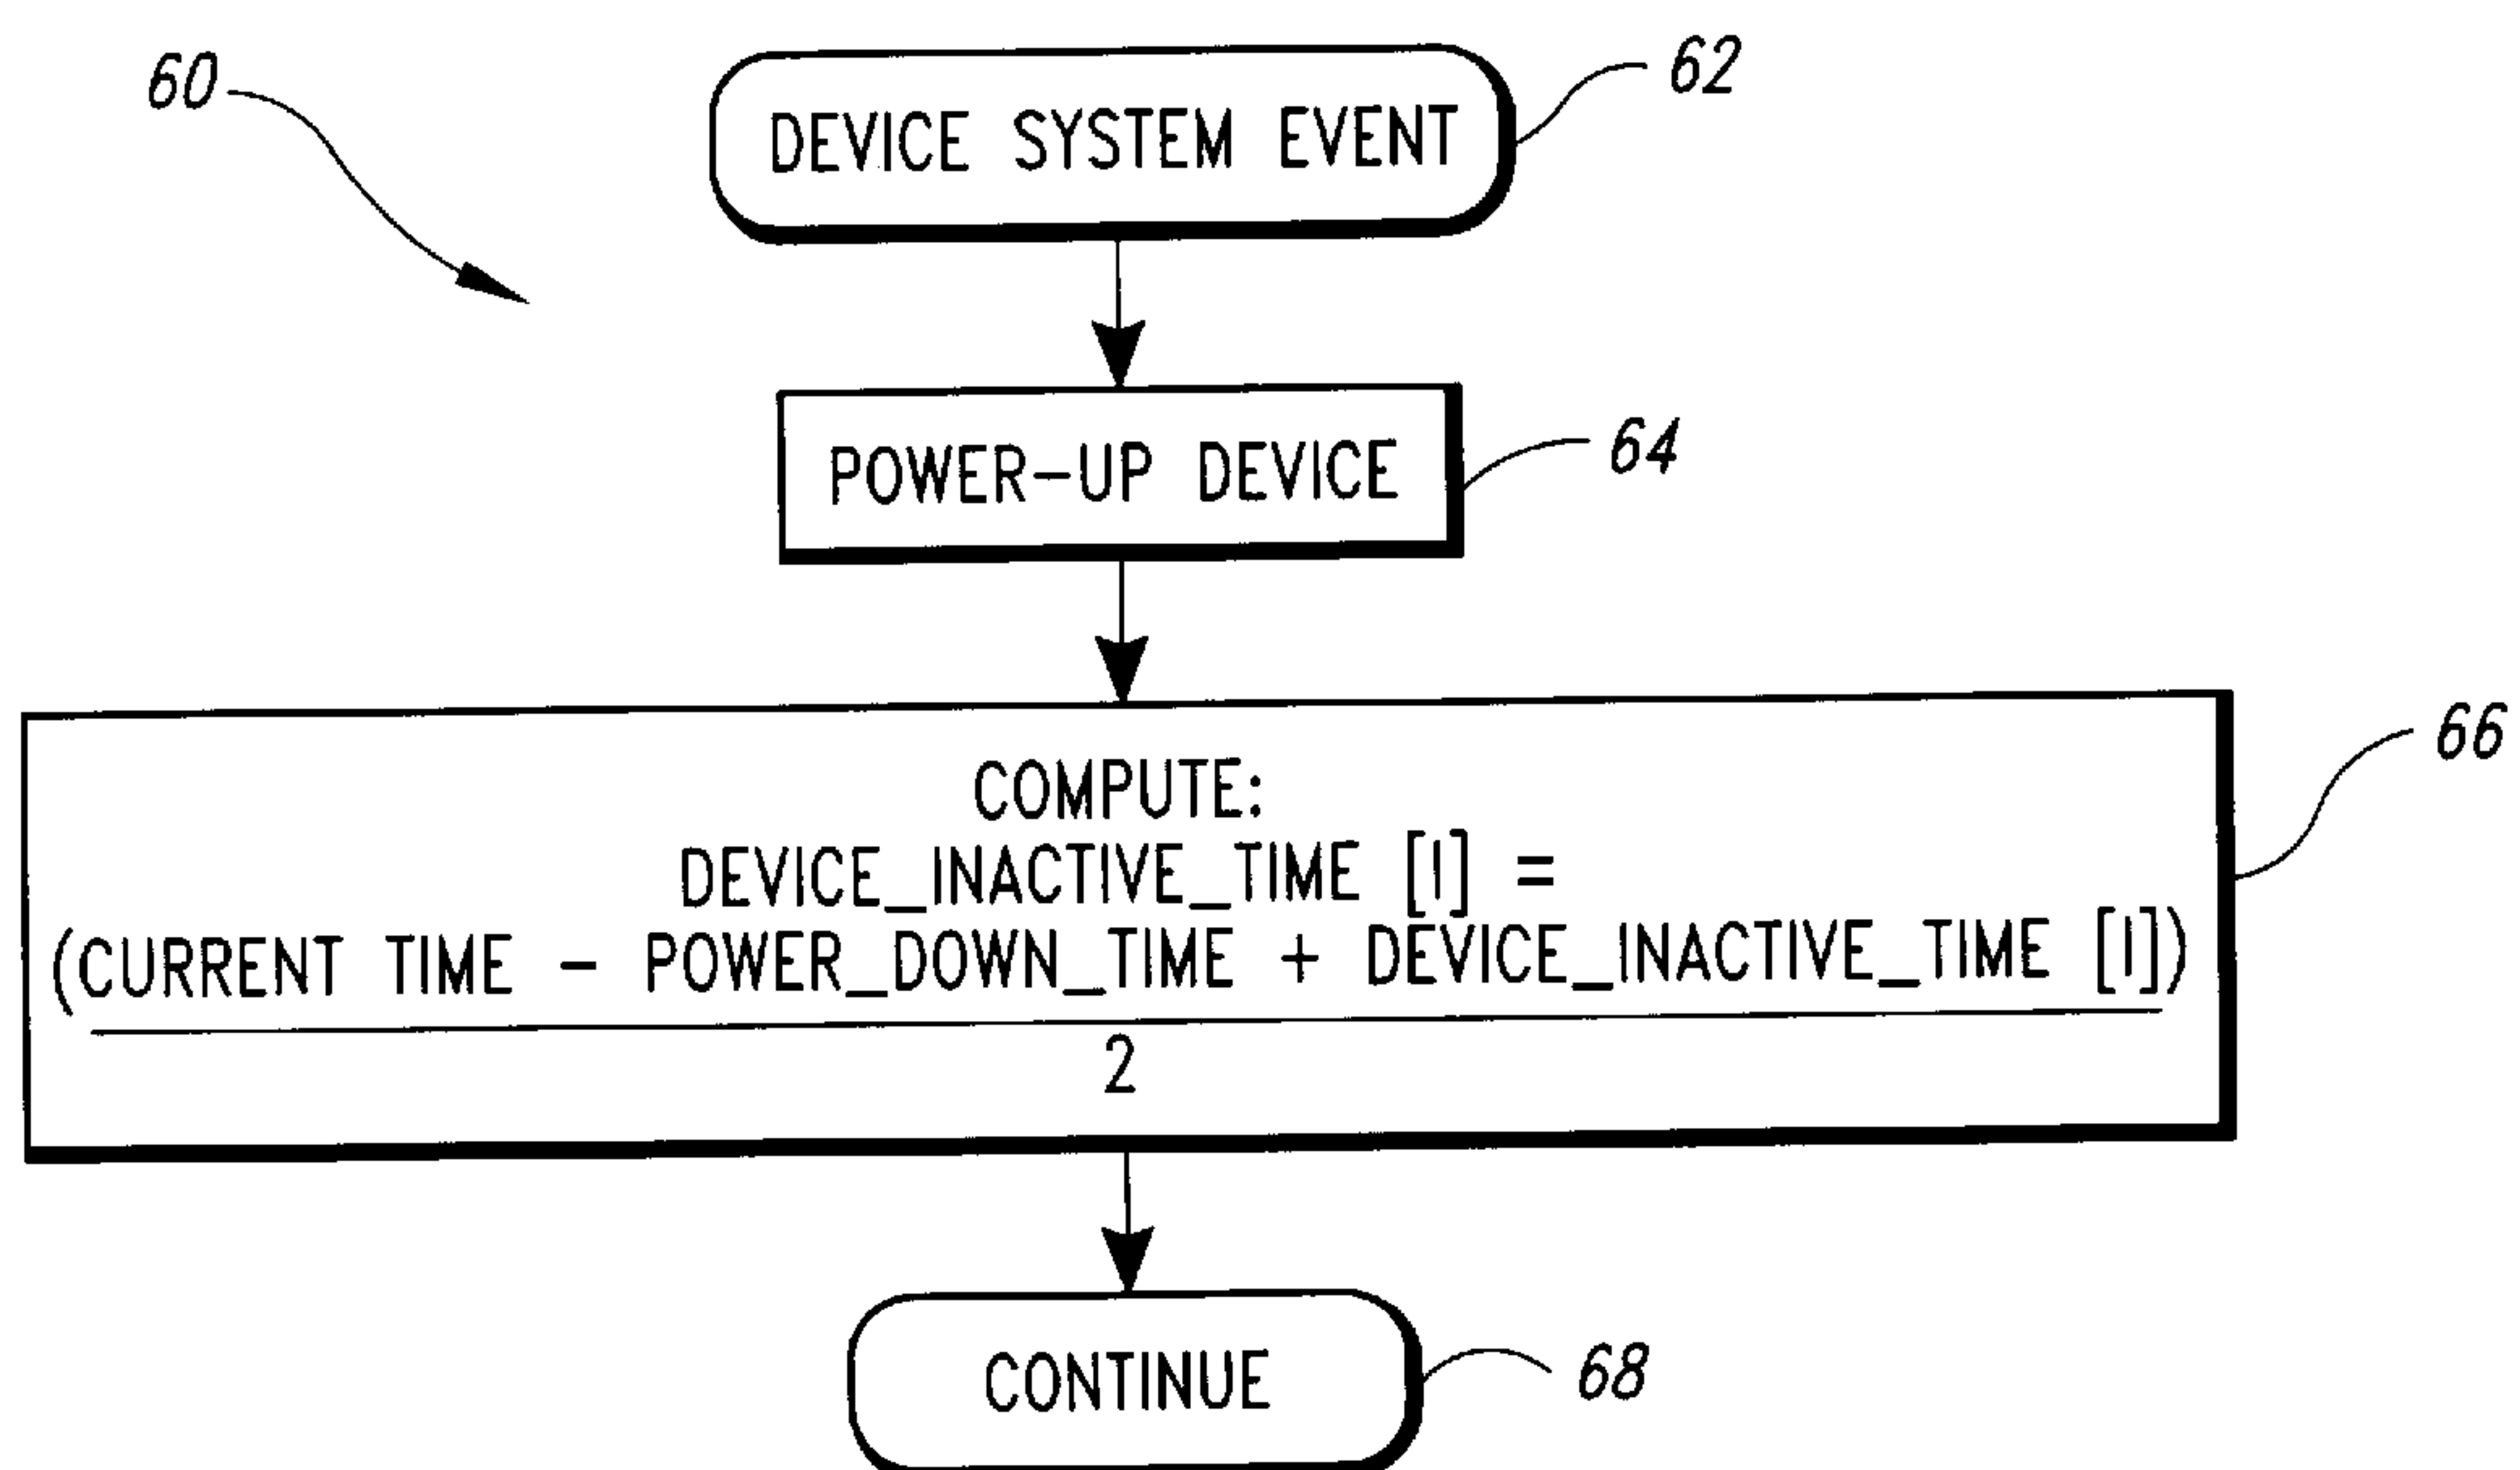 60
DEVICE SYSTEM EVENT
62
POWER-UP DEVICE
64
COMPUTE:
66
DEVICE_INACTIVE_TIME [I] =
(CURRENT TIME - POWER_DOWN_TIME + DEVICE_INACTIVE_TIME [I])
2
CONTINUE
68